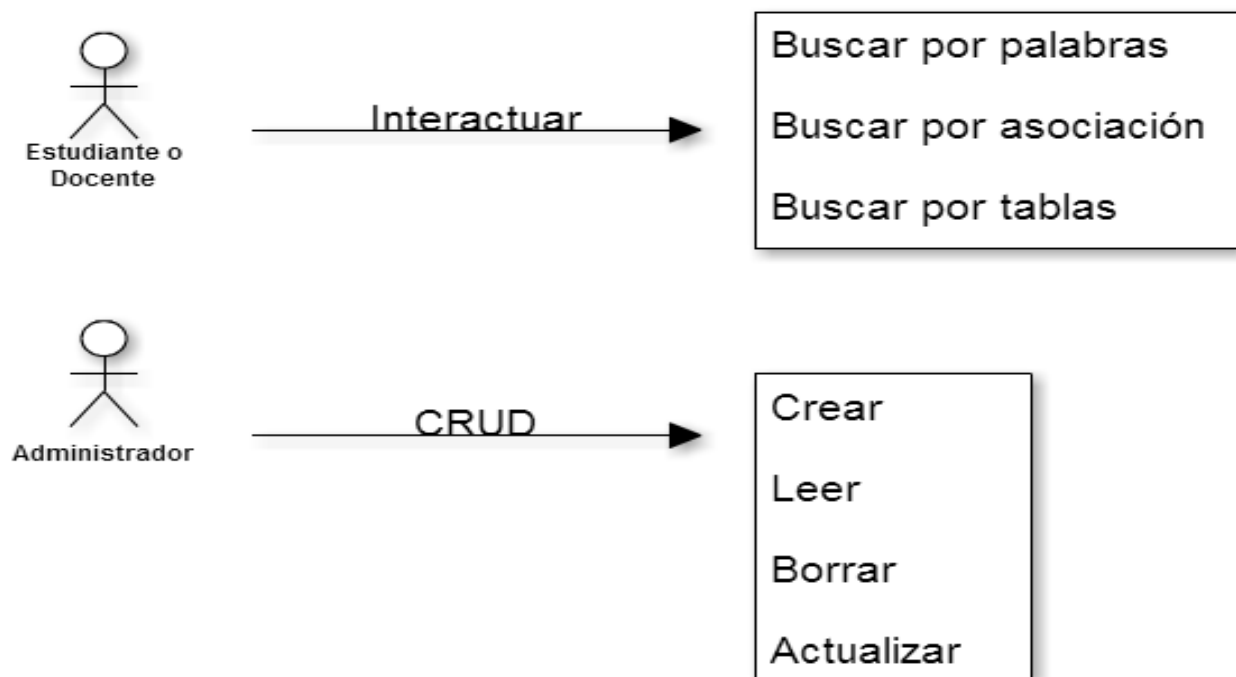 Estudiante o
Docente
Interactuar
Buscar por palabras
Buscar por asociación
Buscar por tablas
Administrador
CRUD
Crear
Leer
Borrar
Actualizar